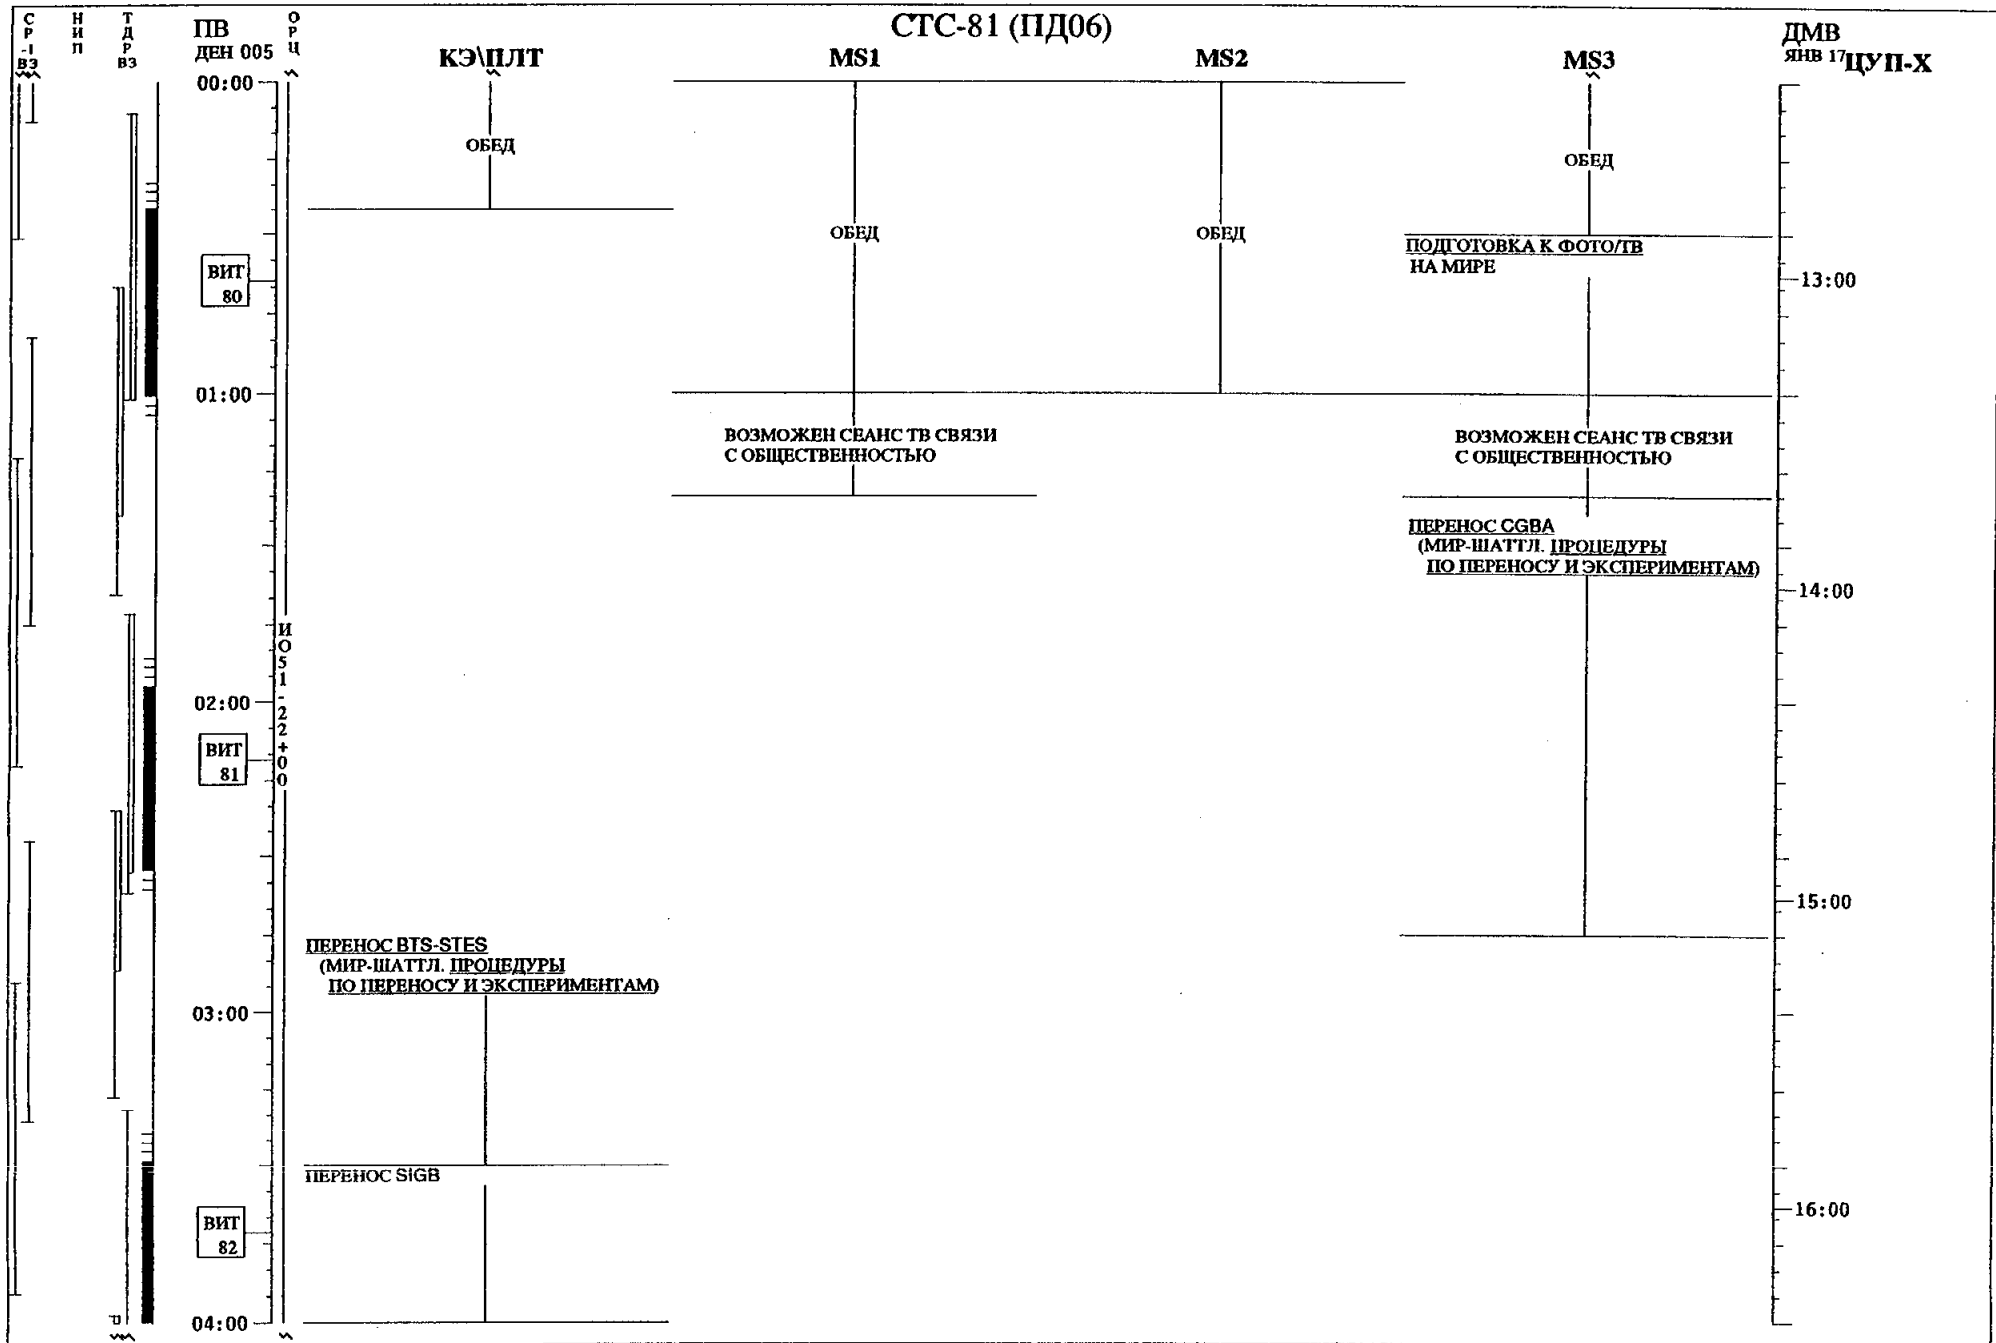 СТС-81 (ПД06)
СР-1
ВЗ
НИП
ТДРЗ
ВЗ
ПВ
ДЕН 005
ОРЦ
КЭ\ПЛТ
MS1
MS2
MS3
ДМВ
ЯНВ 17
ЦУП-Х
00:00
ОБЕД
ОБЕД
ОБЕД
ОБЕД
ПОДГОТОВКА К ФОТО/ТВ
НА МИРЕ
ВИТ
80
13:00
01:00
ВОЗМОЖЕН СЕАНС ТВ СВЯЗИ
С ОБЩЕСТВЕННОСТЬЮ
ВОЗМОЖЕН СЕАНС ТВ СВЯЗИ
С ОБЩЕСТВЕННОСТЬЮ
ПЕРЕНОС CGBA
(МИР-ШАТТЛ. ПРОЦЕДУРЫ
ПО ПЕРЕНОСУ И ЭКСПЕРИМЕНТАМ)
14:00
ИО51-22+00
02:00
ВИТ
81
15:00
ПЕРЕНОС BTS-STES
(МИР-ШАТТЛ. ПРОЦЕДУРЫ
ПО ПЕРЕНОСУ И ЭКСПЕРИМЕНТАМ)
03:00
ПЕРЕНОС SIGB
ВИТ
82
16:00
04:00